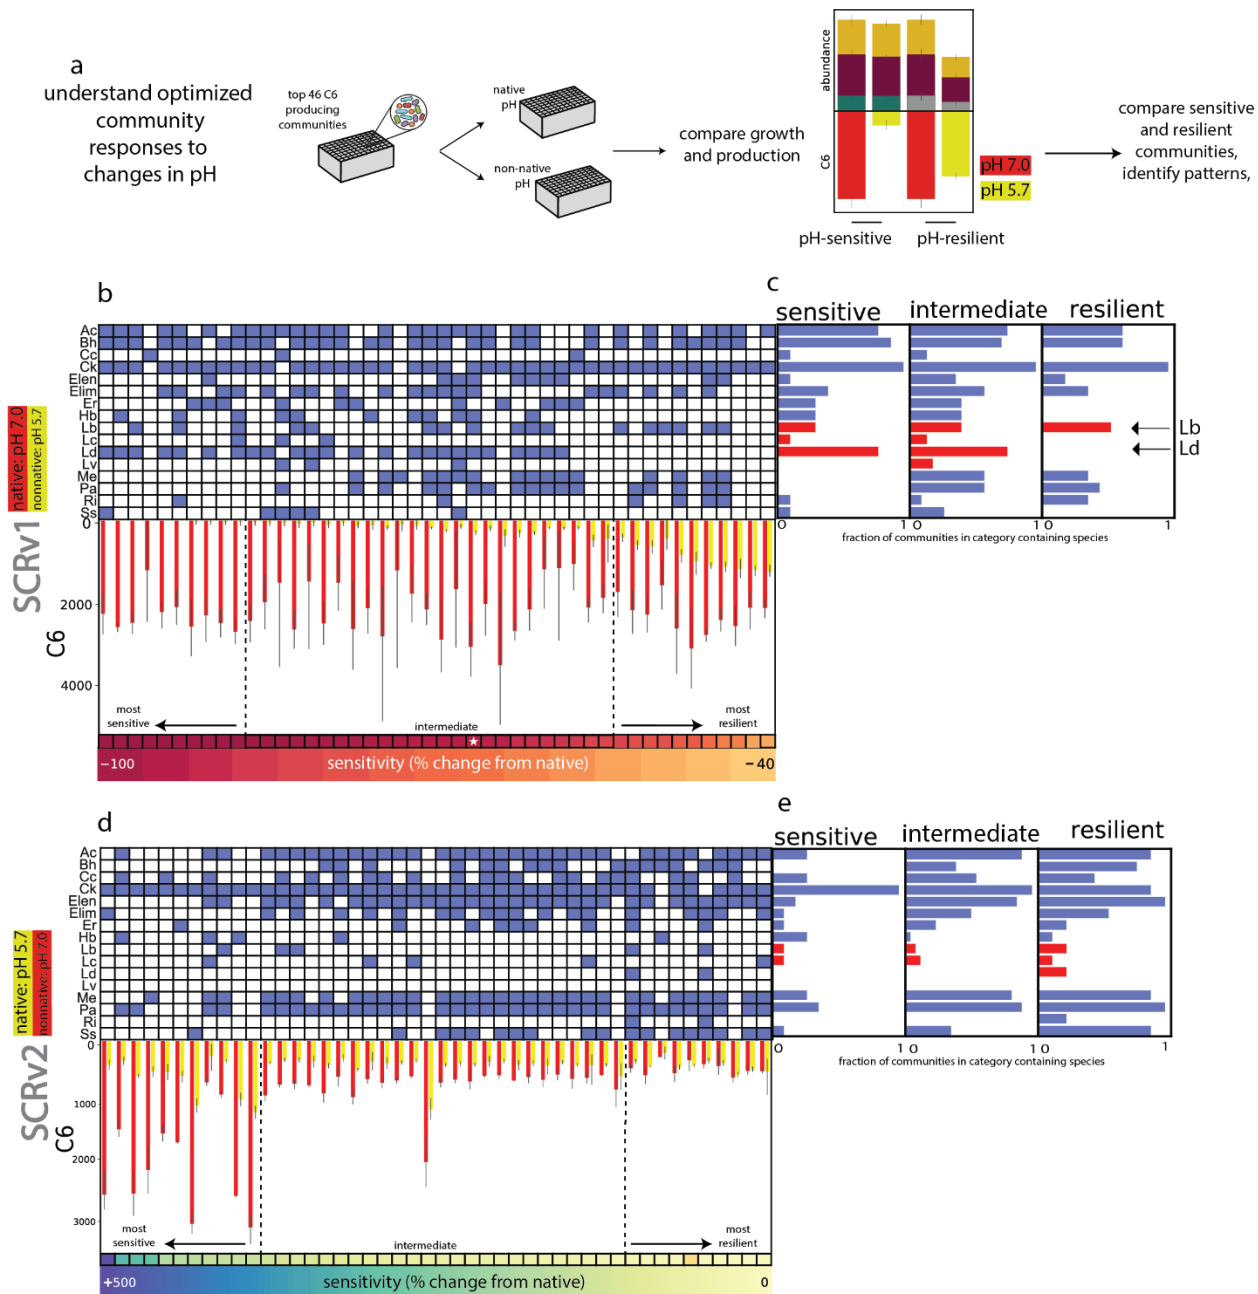 a
understand optimized
community
responses to
changes in pH
top 46 C6
producing
communities
native
pH
non-native
pH
compare growth
and production
abundance
C6
pH 7.0
pH 5.7
pH-sensitive
pH-resilient
compare sensitive
and resilient
communities,
identify patterns,
b
SCRv1
native: pH 7.0
nonnative: pH 5.7
Ac
Bh
Cc
Ck
Elen
Elim
Er
Hb
Lb
Lc
Ld
Lv
Me
Pa
Ri
Ss
0
2000
4000
C6
most
sensitive
intermediate
most
resilient
−100
sensitivity (% change from native)
−40
c
sensitive
intermediate
resilient
Lb
Ld
0
1 0
1 0
1
fraction of communities in category containing species
d
SCRv2
native: pH 5.7
nonnative: pH 7.0
Ac
Bh
Cc
Ck
Elen
Elim
Er
Hb
Lb
Lc
Ld
Lv
Me
Pa
Ri
Ss
0
1000
2000
3000
C6
most
sensitive
intermediate
most
resilient
+500
sensitivity (% change from native)
0
e
sensitive
intermediate
resilient
0
1 0
1 0
1
fraction of communities in category containing species